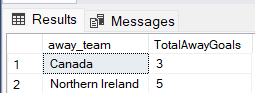 Results Messages
away_team TotalAwayGoals
1 Canada 3
2 Northern Ireland 5